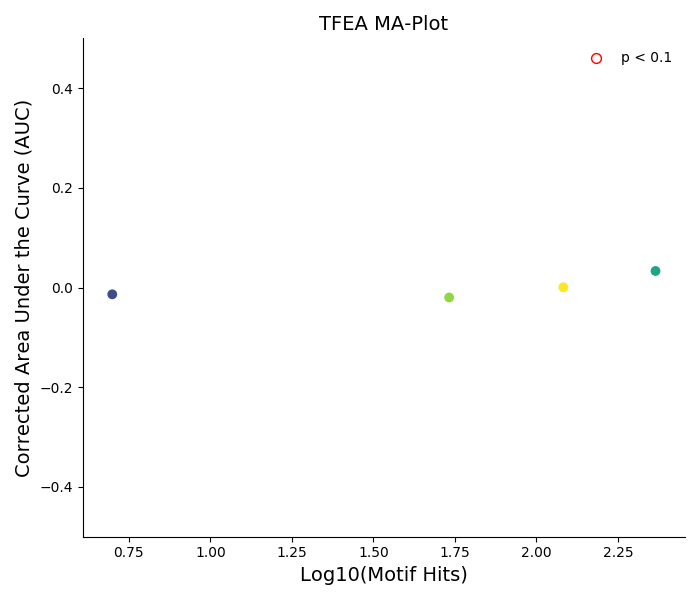 TFEA MA-Plot
p < 0.1
Corrected Area Under the Curve (AUC)
0.4
0.2
0.0
−0.2
−0.4
0.75 1.00 1.25 1.50 1.75 2.00 2.25
Log10(Motif Hits)